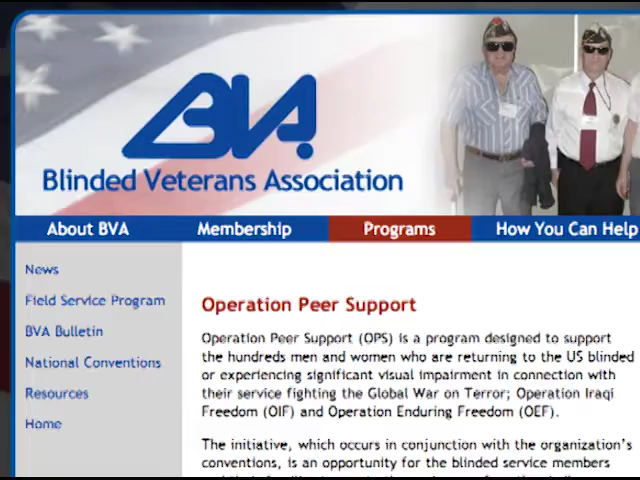 BVA.
Blinded Veterans Association
About BVA
Membership
Programs
How You Can Help
News
Field Service Program
BVA Bulletin
National Conventions
Resources
Home
Operation Peer Support
Operation Peer Support (OPS) is a program designed to support
the hundreds men and women who are returning to the US blinded
or experiencing significant visual impairment in connection with
their service fighting the Global War on Terror; Operation Iraqi
Freedom (OIF) and Operation Enduring Freedom (OEF).
The initiative, which occurs in conjunction with the organization's
conventions, is an opportunity for the blinded service members